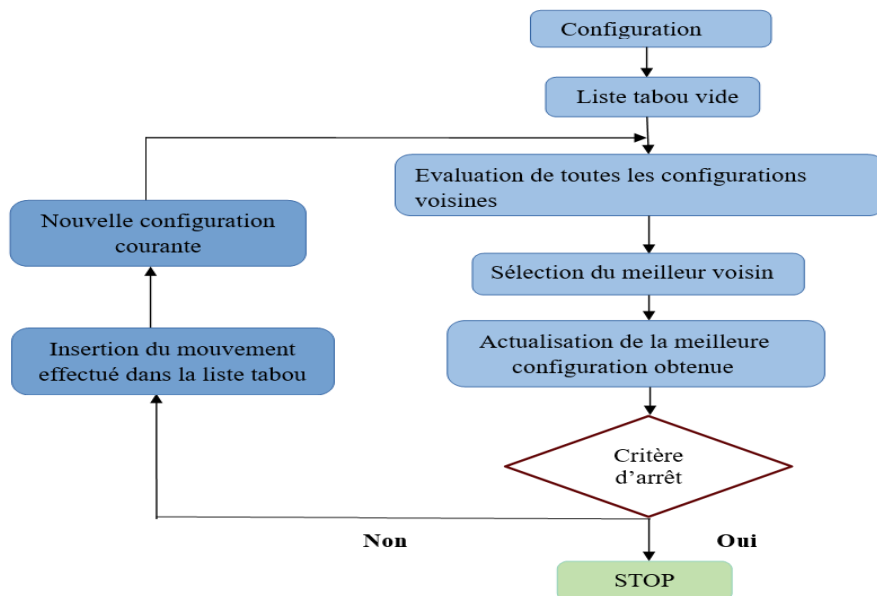 Configuration
Liste tabou vide
Evaluation de toutes les configurations
voisines
Sélection du meilleur voisin
Actualisation de la meilleure
configuration obtenue
Critère
d'arrêt
Non
Oui
STOP
Insertion du mouvement
effectué dans la liste tabou
Nouvelle configuration
courante